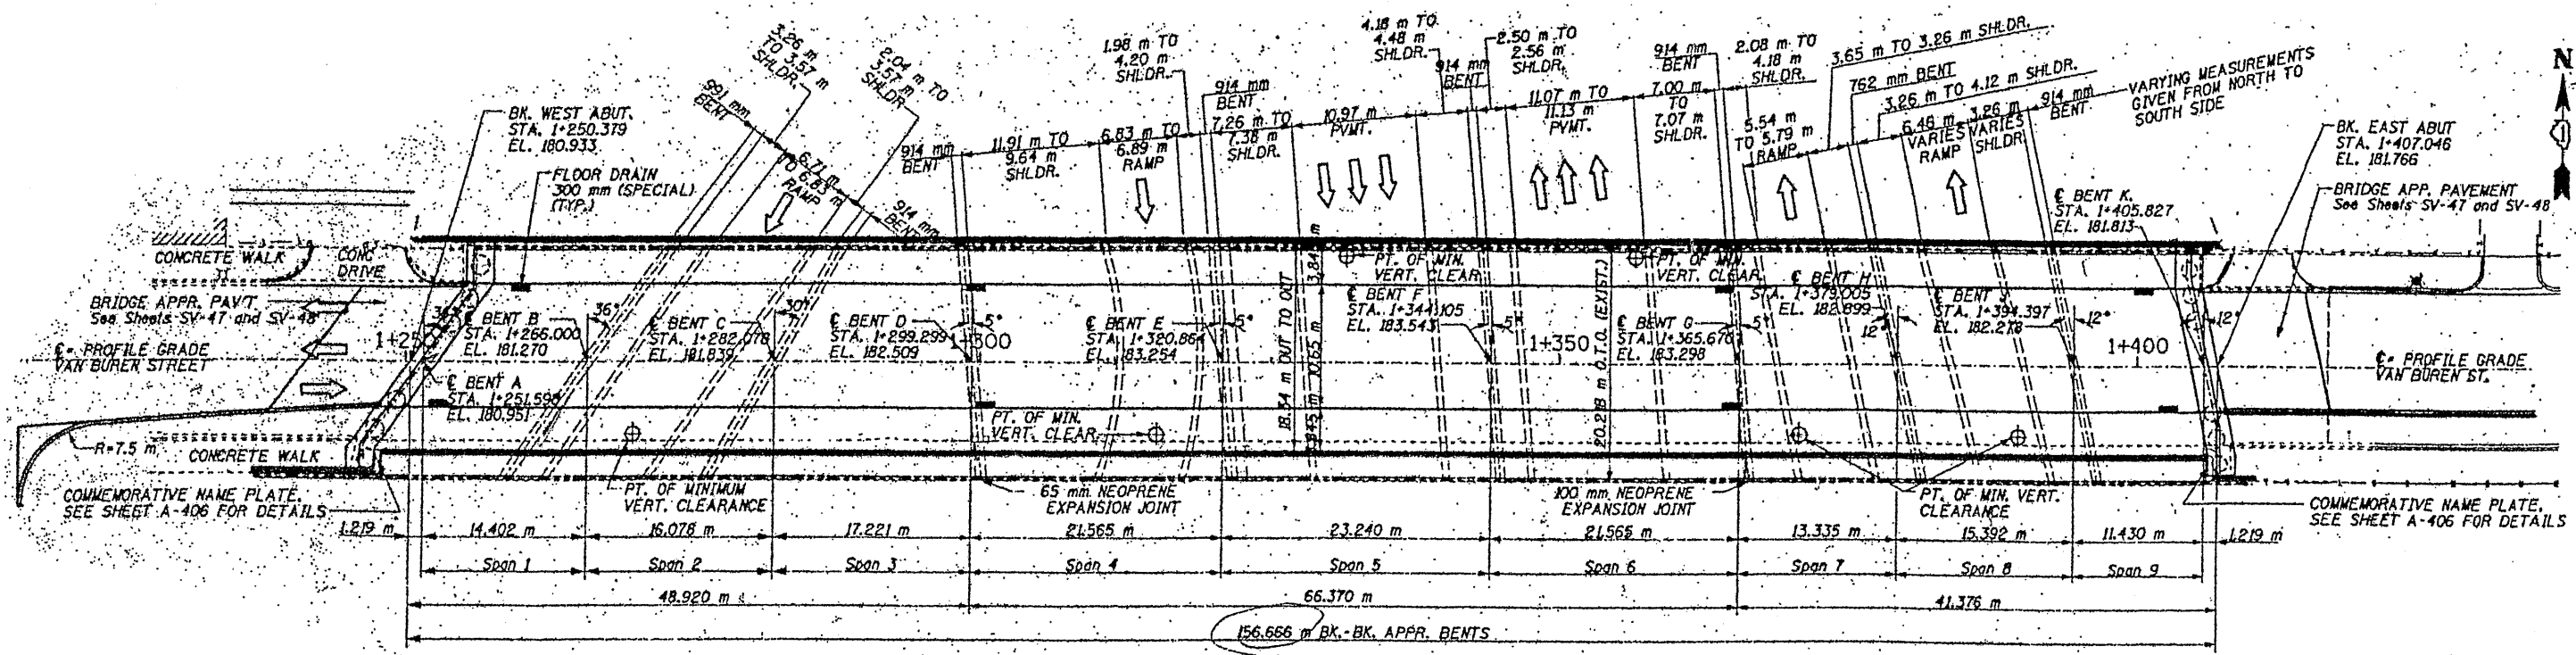 3.26 m
TO 3.57 m
SHLDR.
2.04 m TO
3.57 m
SHLDR
991 mm
BENT
6.71 m
TO 6.83 m
RAMP
914 mm
BENT
BK. WEST ABUT.
STA. 1+250.379
EL. 180.933
FLOOR DRAIN
300 mm (SPECIAL)
(TYP.)
914 mm
BENT
11.91 m TO
9.64 m
SHLDR.
1.98 m TO
4.20 m
SHLDR.
6.83 m TO
6.89 m
RAMP
914 mm
BENT
7.26 m TO
7.38 m
SHLDR.
10.97 m
PVMT.
4.18 m TO
4.48 m
SHLDR.
914 mm
BENT
2.50 m TO
2.56 m
SHLDR.
11.07 m TO
11.13 m
PVMT.
914 mm
BENT
7.00 m
TO
7.07 m
SHLDR.
2.08 m TO
4.18 m
SHLDR.
5.54 m
TO 5.79 m
RAMP
3.65 m TO 3.26 m SHLDR.
762 mm BENT
3.26 m TO 4.12 m SHLDR.
6.46 m
VARIES
RAMP
3.26 m
VARIES
SHLDR.
914 mm
BENT
VARYING MEASUREMENTS
GIVEN FROM NORTH TO
SOUTH SIDE
N
BK. EAST ABUT
STA. 1+407.046
EL. 181.766
BRIDGE APP. PAVEMENT
See Sheets SV-47 and SV-48
℄ BENT K.
STA. 1+405.827
EL. 181.813
CONCRETE WALK
CONC
DRIVE
BRIDGE APPR. PAV'T.
See Sheets SV-47 and SV-48
℄ PROFILE GRADE
VAN BUREN STREET
1+250
36°
℄ BENT A
STA. 1+251.598
EL. 180.951
℄ BENT B
STA. 1+266.000
EL. 181.270
36°
℄ BENT C
STA. 1+282.078
EL. 181.839
30°
℄ BENT D
STA. 1+299.299
EL. 182.509
5°
1+300
℄ BENT E
STA. 1+320.864
EL. 183.254
5°
PT. OF MIN.
VERT. CLEAR.
18.54 m OUT TO OUT
3.84 m
10.65 m
3.845 m
℄ BENT F
STA. 1+344.105
EL. 183.543
5°
1+350
20.218 m O.T.O. (EXIST.)
PT. OF MIN.
VERT. CLEAR.
℄ BENT G
STA. 1+365.670
EL. 183.298
5°
℄ BENT H
STA. 1+379.005
EL. 182.899
12°
℄ BENT
STA. 1+394.397
EL. 182.278
12°
1+400
12°
℄ PROFILE GRADE
VAN BUREN ST.
R=7.5 m
CONCRETE WALK
COMMEMORATIVE NAME PLATE.
SEE SHEET A-406 FOR DETAILS
PT. OF MINIMUM
VERT. CLEARANCE
PT. OF MIN.
VERT. CLEAR.
65 mm NEOPRENE
EXPANSION JOINT
100 mm NEOPRENE
EXPANSION JOINT
PT. OF MIN. VERT.
CLEARANCE
COMMEMORATIVE NAME PLATE.
SEE SHEET A-406 FOR DETAILS
1.219 m 14.402 m 16.078 m 17.221 m 21.565 m 23.240 m 21.565 m 13.335 m 15.392 m 11.430 m 1.219 m
Span 1 Span 2 Span 3 Span 4 Span 5 Span 6 Span 7 Span 8 Span 9
48.920 m 66.370 m 41.376 m
156.666 m BK.-BK. APPR. BENTS